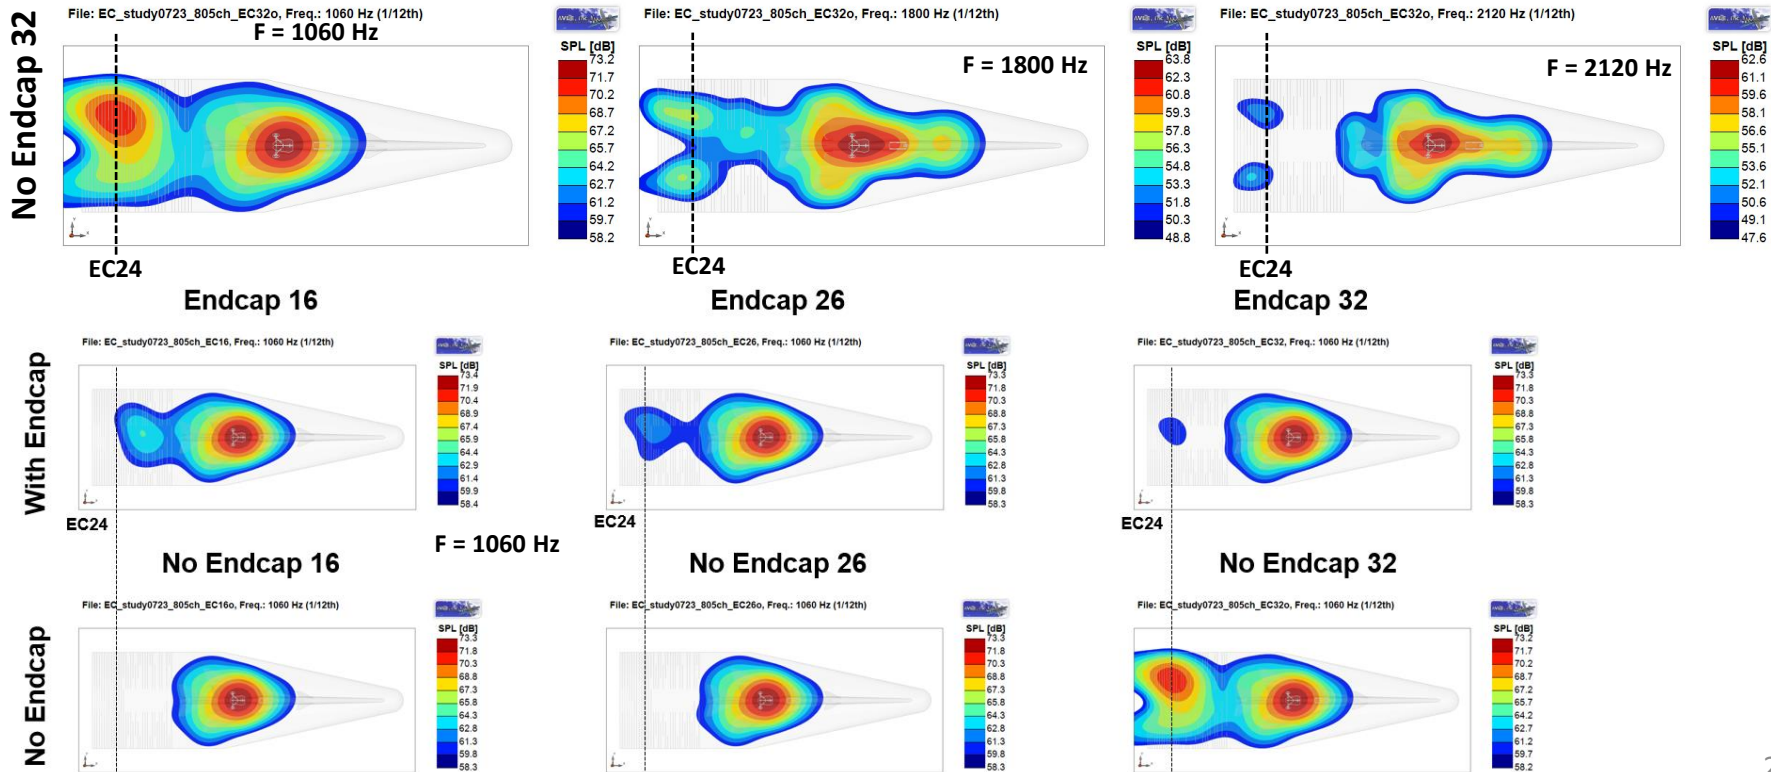 No Endcap 32
File: EC_study0723_805ch_EC32o, Freq.: 1060 Hz (1/12th)
F = 1060 Hz
SPL [dB]
73.2
71.7
70.2
68.7
67.2
65.7
64.2
62.7
61.2
59.7
58.2
EC24
File: EC_study0723_805ch_EC32o, Freq.: 1800 Hz (1/12th)
F = 1800 Hz
SPL [dB]
63.8
62.3
60.8
59.3
57.8
56.3
54.8
53.3
51.8
50.3
48.8
EC24
File: EC_study0723_805ch_EC32o, Freq.: 2120 Hz (1/12th)
F = 2120 Hz
SPL [dB]
62.6
61.1
59.6
58.1
56.6
55.1
53.6
52.1
50.6
49.1
47.6
EC24
With Endcap
Endcap 16
File: EC_study0723_805ch_EC16, Freq.: 1060 Hz (1/12th)
SPL [dB]
73.4
71.9
70.4
68.9
67.4
65.9
64.4
62.9
61.4
59.9
58.4
EC24
Endcap 26
File: EC_study0723_805ch_EC26, Freq.: 1060 Hz (1/12th)
SPL [dB]
73.3
71.8
70.3
68.8
67.3
65.8
64.3
62.8
61.3
59.8
58.3
EC24
Endcap 32
File: EC_study0723_805ch_EC32, Freq.: 1060 Hz (1/12th)
SPL [dB]
73.3
71.8
70.3
68.8
67.3
65.8
64.3
62.8
61.3
59.8
58.3
EC24
F = 1060 Hz
No Endcap
No Endcap 16
File: EC_study0723_805ch_EC16o, Freq.: 1060 Hz (1/12th)
SPL [dB]
73.3
71.8
70.3
68.8
67.3
65.8
64.3
62.8
61.3
59.8
58.3
No Endcap 26
File: EC_study0723_805ch_EC26o, Freq.: 1060 Hz (1/12th)
SPL [dB]
73.3
71.8
70.3
68.8
67.3
65.8
64.3
62.8
61.3
59.8
58.3
No Endcap 32
File: EC_study0723_805ch_EC32o, Freq.: 1060 Hz (1/12th)
SPL [dB]
73.2
71.7
70.2
68.7
67.2
65.7
64.2
62.7
61.2
59.7
58.2